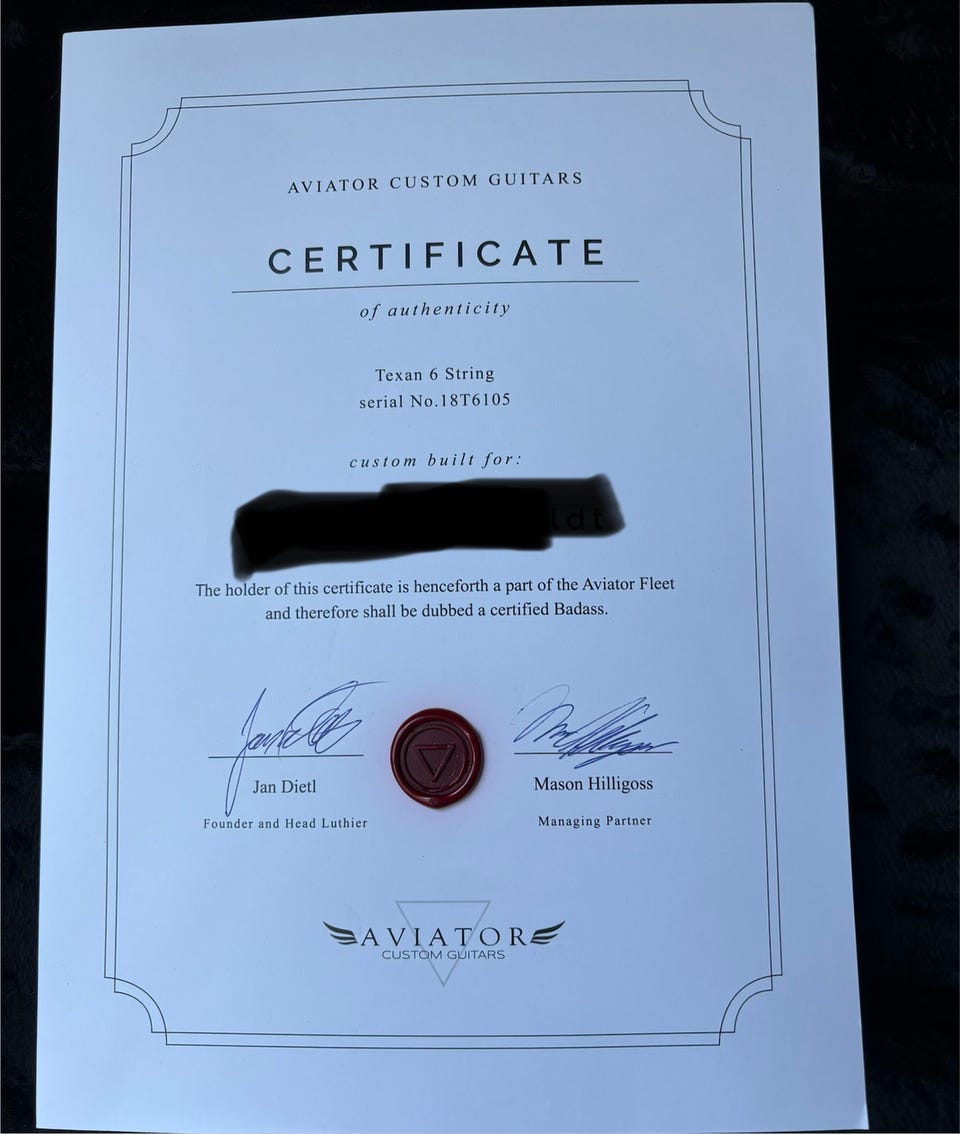 AVIATOR CUSTOM GUITARS
CERTIFICATE
of authenticity
Texan 6 String
serial No.18T6105
custom built for:
The holder of this certificate is henceforth a part of the Aviator Fleet
and therefore shall be dubbed a certified Badass.
Jan Dietl
Mason Hilligoss
Founder and Head Luthier
Managing Partner
AVIATOR
CUSTOM GUITARS